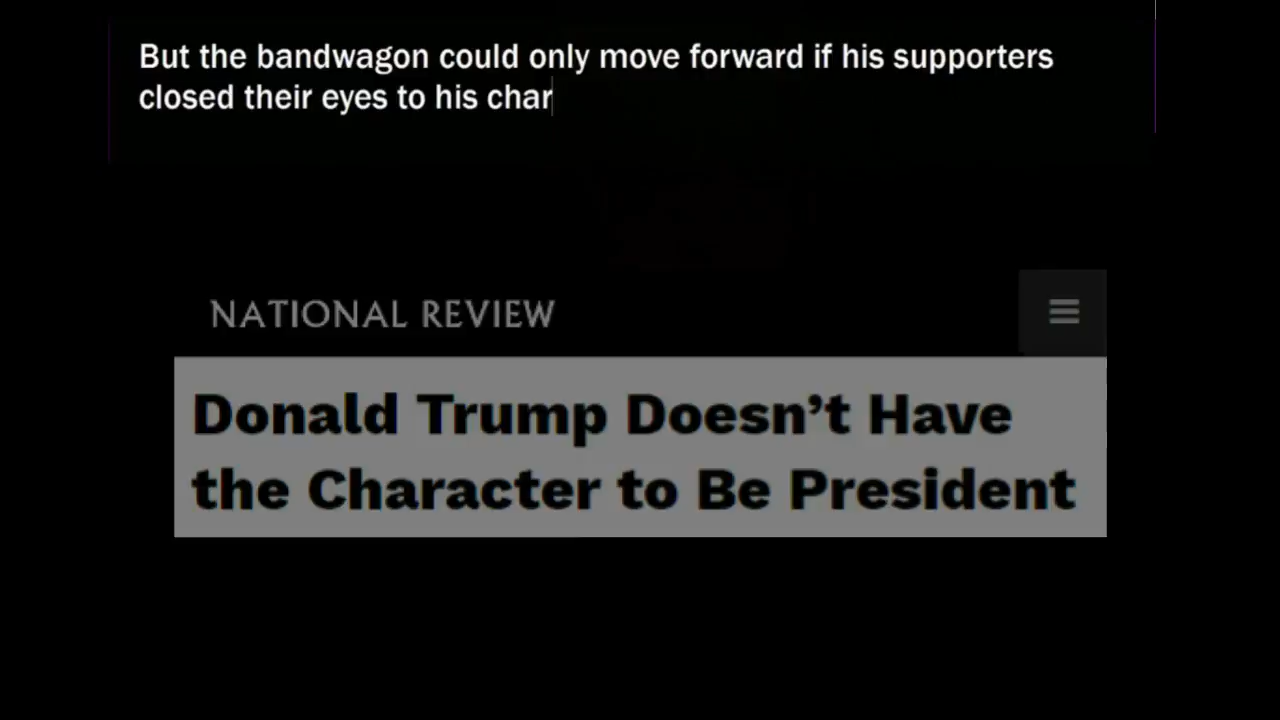 But the bandwagon could only move forward if his supporters
closed their eyes to his char
NATIONAL REVIEW
Donald Trump Doesn’t Have
the Character to Be President